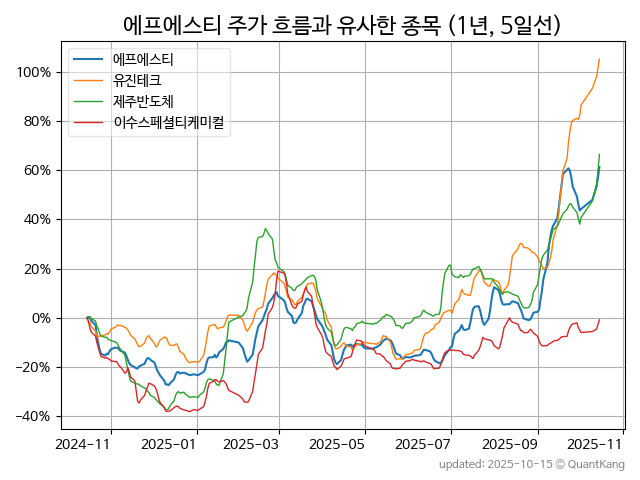 에프에스티 주가 흐름과 유사한 종목 (1년, 5일선)
에프에스티
유진테크
제주반도체
이수스페셜티케미컬
100%
80%
60%
40%
20%
0%
−20%
−40%
2024-11 2025-01 2025-03 2025-05 2025-07 2025-09 2025-11
updated: 2025-10-15 © QuantKang